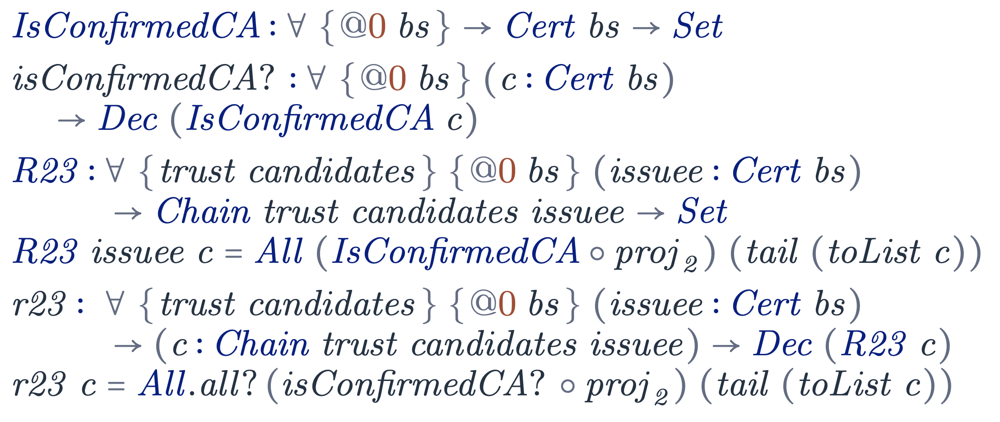 IsConfirmedCA : ∀ {@0 bs} → Cert bs → Set
isConfirmedCA? : ∀ {@0 bs} (c : Cert bs)
→ Dec (IsConfirmedCA c)
R23 : ∀ {trust candidates} {@0 bs} (issuee : Cert bs)
→ Chain trust candidates issuee → Set
R23 issuee c = All (IsConfirmedCA ∘ proj₂) (tail (toList c))
r23 : ∀ {trust candidates} {@0 bs} (issuee : Cert bs)
→ (c : Chain trust candidates issuee) → Dec (R23 c)
r23 c = All.all? (isConfirmedCA? ∘ proj₂) (tail (toList c))